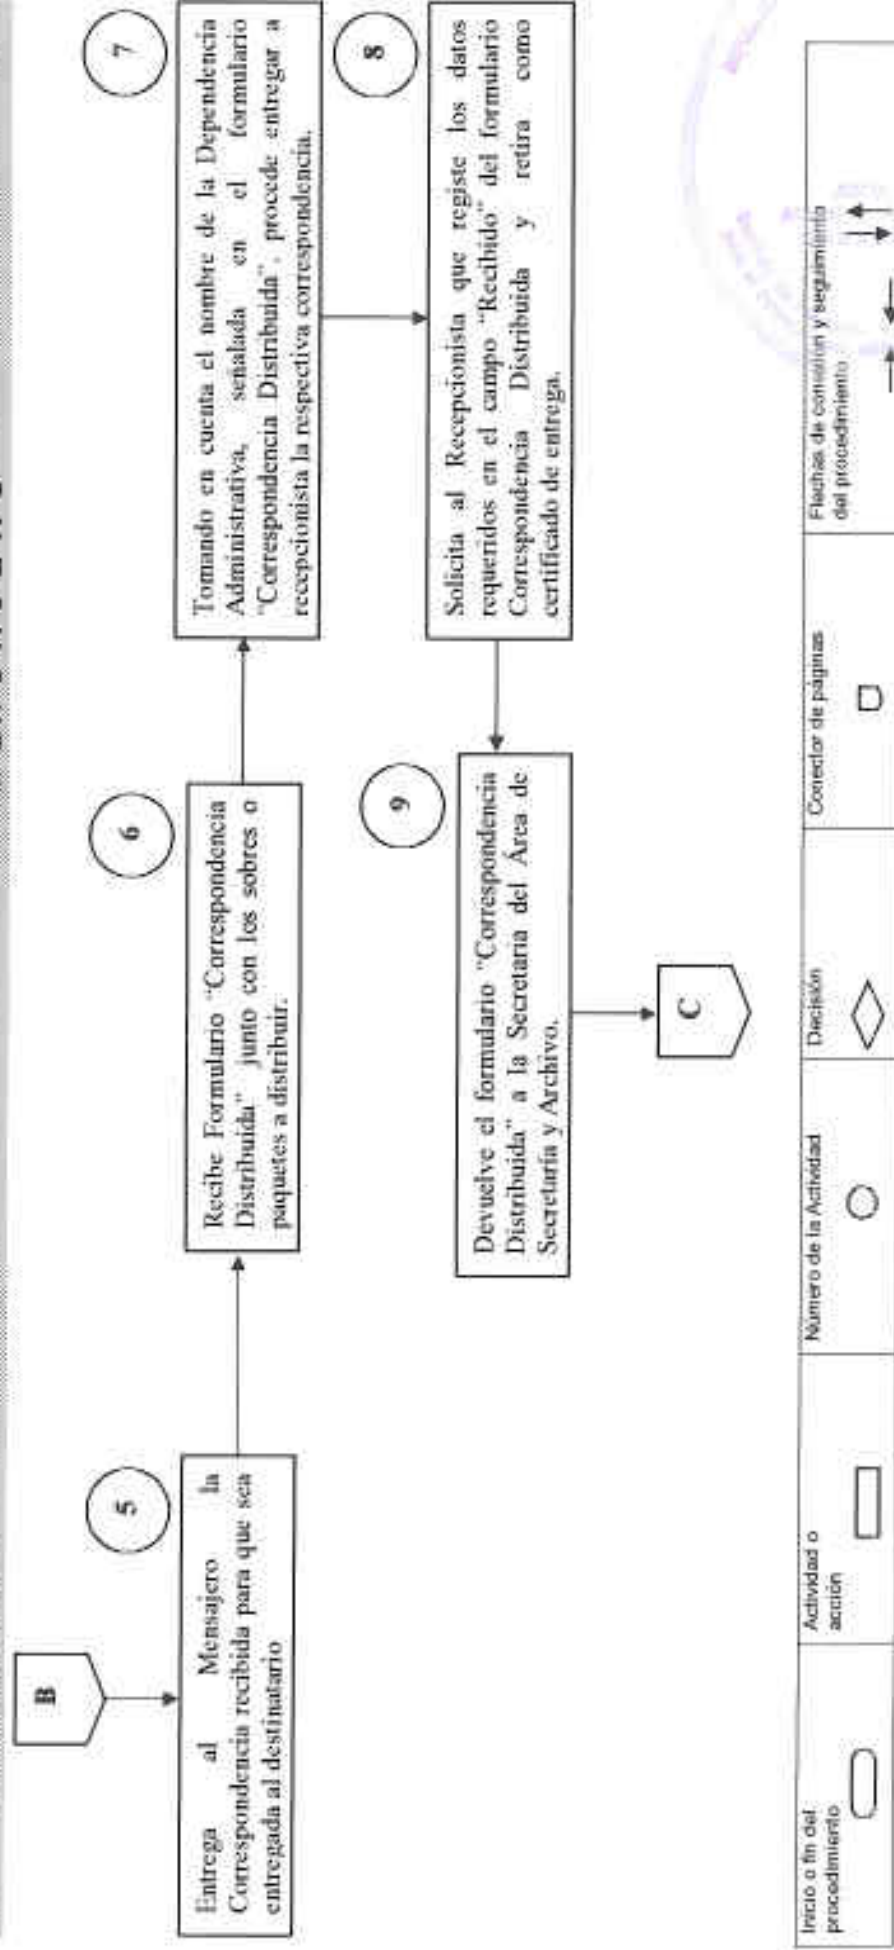 B
5
Entrega al Mensajero la
Correspondencia recibida para que sea
entregada al destinatario
6
Recibe Formulario "Correspondencia
Distribuida" junto con los sobres o
paquetes a distribuir.
7
Tomando en cuenta el nombre de la Dependencia
Administrativa, señalada en el formulario
"Correspondencia Distribuida", procede entregar a
recepcionista la respectiva correspondencia.
8
Solicita al Recepcionista que registe los datos
requeridos en el campo "Recibido" del formulario
Correspondencia Distribuida y retira como
certificado de entrega.
9
Devuelve el formulario "Correspondencia
Distribuida" a la Secretaria del Área de
Secretaría y Archivo.
C
Inicio o fin del
procedimiento
Actividad o
acción
Número de la Actividad
Decisión
Conector de páginas
Flechas de conexión y seguimiento
del procedimiento